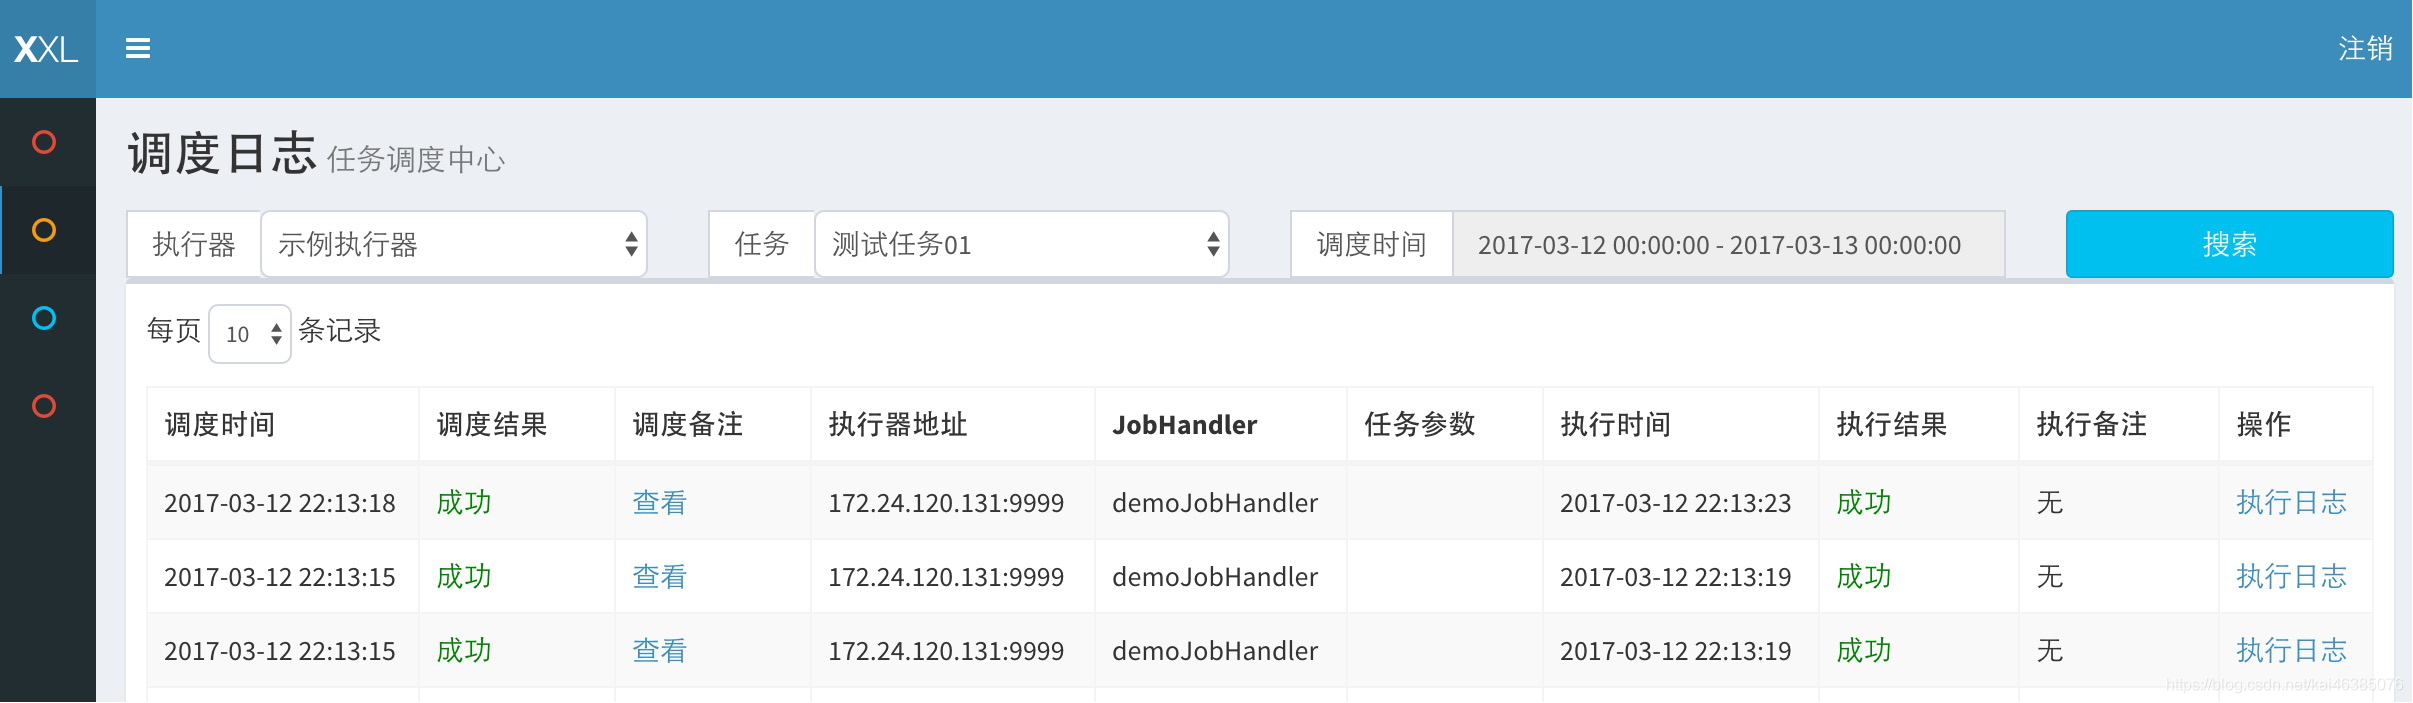 XXL
注销
调度日志 任务调度中心
执行器 示例执行器 任务 测试任务01 调度时间 2017-03-12 00:00:00 - 2017-03-13 00:00:00 搜索
每页 10 条记录
调度时间 调度结果 调度备注 执行器地址 JobHandler 任务参数 执行时间 执行结果 执行备注 操作
2017-03-12 22:13:18 成功 查看 172.24.120.131:9999 demoJobHandler 2017-03-12 22:13:23 成功 无 执行日志
2017-03-12 22:13:15 成功 查看 172.24.120.131:9999 demoJobHandler 2017-03-12 22:13:19 成功 无 执行日志
2017-03-12 22:13:15 成功 查看 172.24.120.131:9999 demoJobHandler 2017-03-12 22:13:19 成功 无 执行日志
https://blog.csdn.net/kai46385076